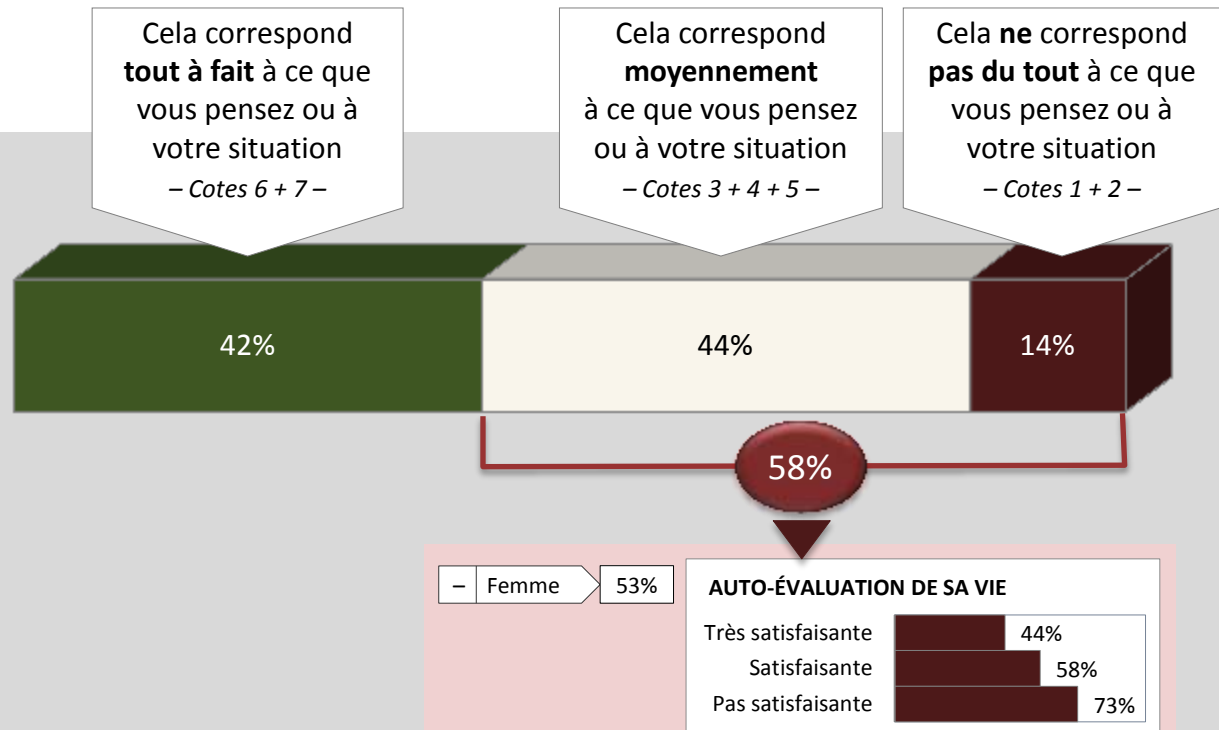 Cela correspond
tout à fait à ce que
vous pensez ou à
votre situation
– Cotes 6 + 7 –
Cela correspond
moyennement
à ce que vous pensez
ou à votre situation
– Cotes 3 + 4 + 5 –
Cela ne correspond
pas du tout à ce que
vous pensez ou à
votre situation
– Cotes 1 + 2 –
42%
44%
14%
58%
– Femme 53%
AUTO-ÉVALUATION DE SA VIE
Très satisfaisante 44%
Satisfaisante 58%
Pas satisfaisante 73%